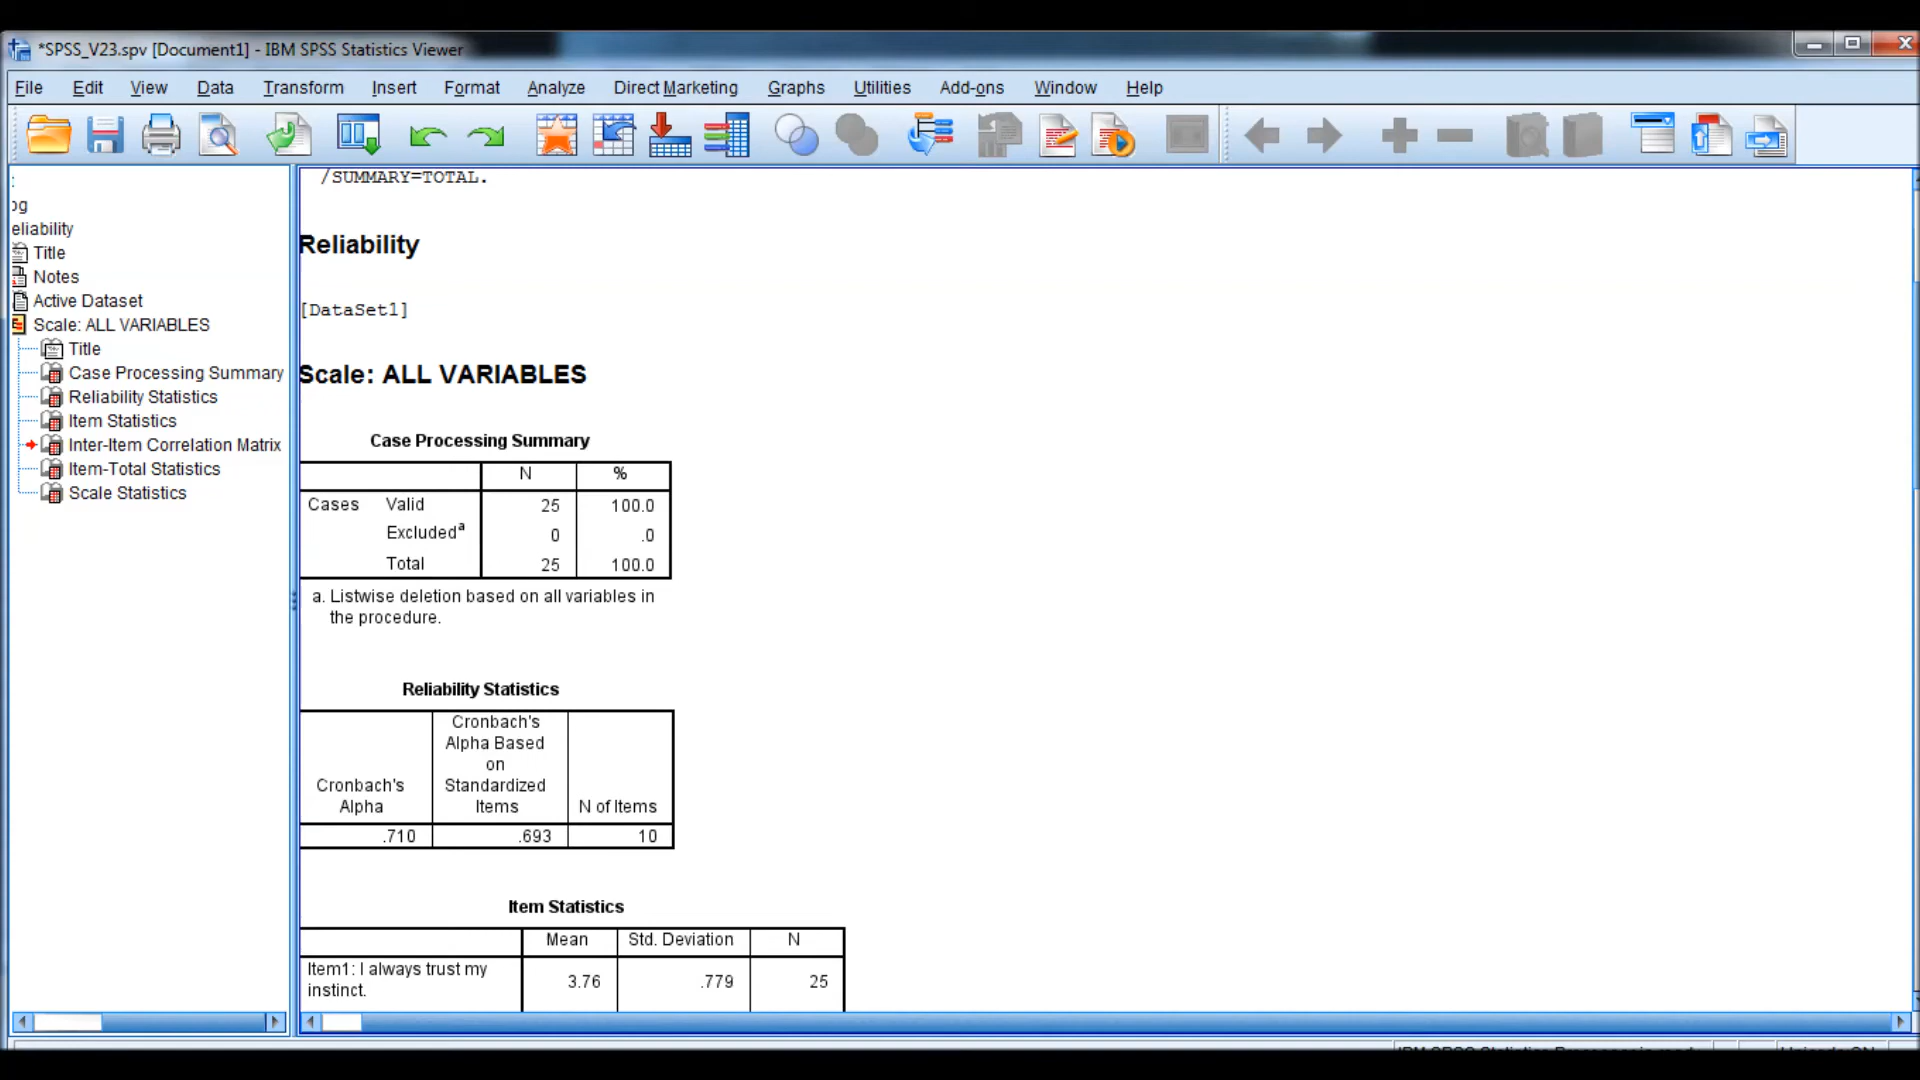 *SPSS_V23.spv [Document1] - IBM SPSS Statistics Viewer
File Edit View Data Transform Insert Format Analyze Direct Marketing Graphs Utilities Add-ons Window Help
og
eliability
Title
Notes
Active Dataset
Scale: ALL VARIABLES
Title
Case Processing Summary
Reliability Statistics
Item Statistics
Inter-Item Correlation Matrix
Item-Total Statistics
Scale Statistics
/SUMMARY=TOTAL.
Reliability
[DataSet1]
Scale: ALL VARIABLES
Case Processing Summary
N %
Cases Valid 25 100.0
Excluded^a 0 .0
Total 25 100.0
a. Listwise deletion based on all variables in
the procedure.
Reliability Statistics
Cronbach's
Alpha
Cronbach's
Alpha Based
on
Standardized
Items
N of Items
.710 .693 10
Item Statistics
Mean Std. Deviation N
Item1: I always trust my
instinct.
3.76 .779 25